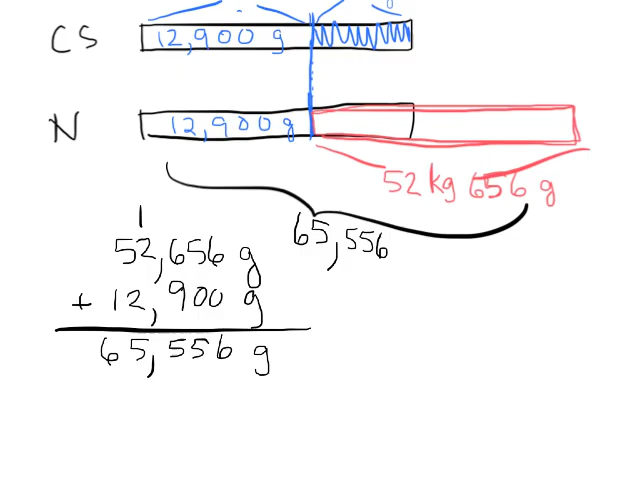 CS 12,900 g
N 12,900 g
52 kg 656 g
65,556
1
52,656 g
+ 12,900 g
65,556 g